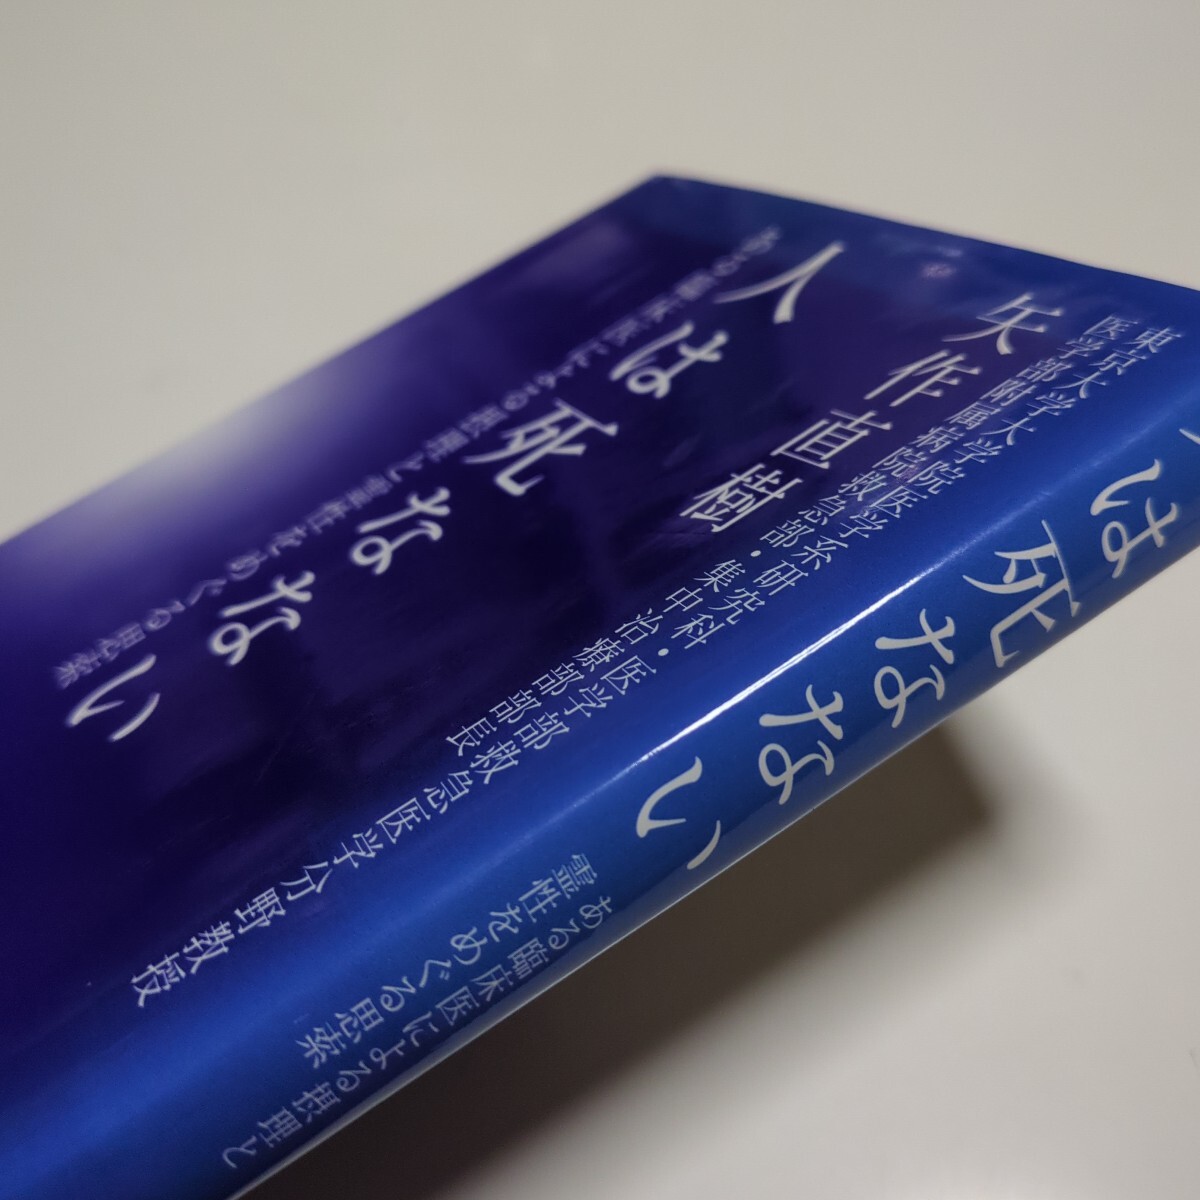 人は死なない
ある臨床医による摂理と霊性をめぐる思索
矢作直樹
東京大学大学院医学系研究科・医学部救急医学分野教授
医学部附属病院救急部・集中治療部部長
は死なない
ある臨床医による摂理と
霊性をめぐる思索